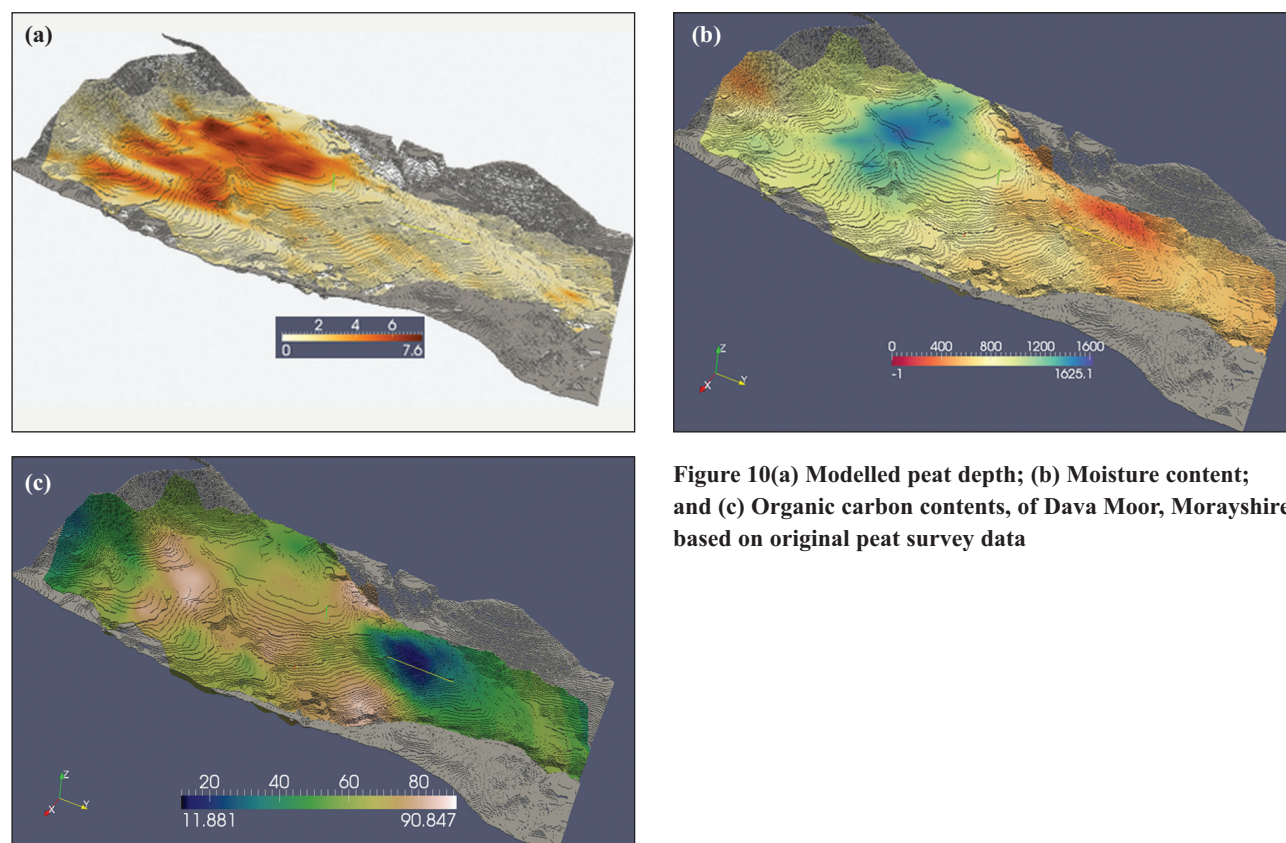 (a)
2 4 6
0 7.6
(b)
0 400 800 1200 1600
-1 1625.1
Z
X Y
(c)
20 40 60 80
11.881 90.847
Z
X Y
Figure 10(a) Modelled peat depth; (b) Moisture content;
and (c) Organic carbon contents, of Dava Moor, Morayshire
based on original peat survey data